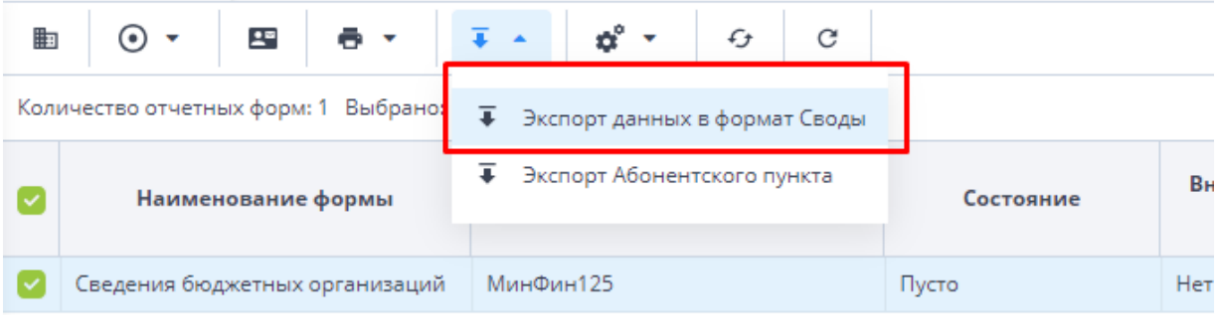 Количество отчетных форм: 1 Выбрано:
Экспорт данных в формат Своды
Экспорт Абонентского пункта
Наименование формы
Состояние
Вн
Сведения бюджетных организаций
МинФин125
Пусто
Нет